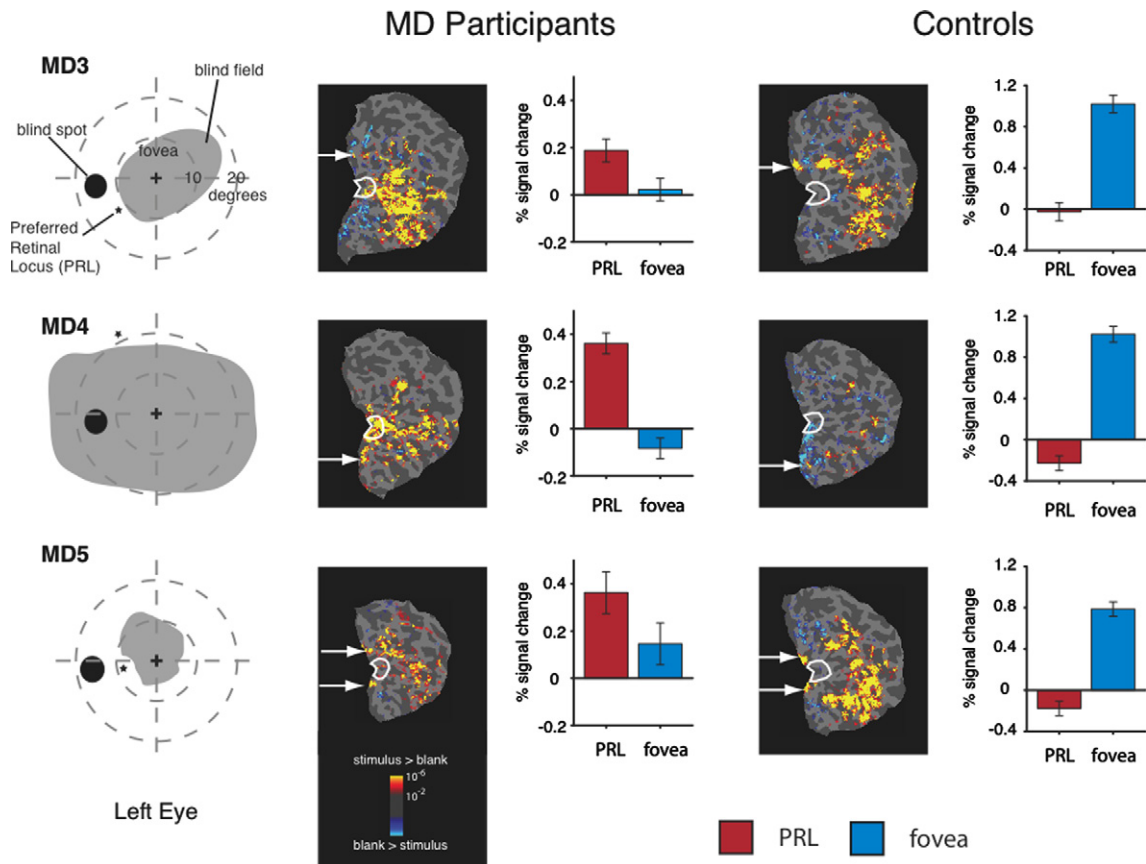 MD Participants
Controls
MD3
blind field
blind spot
fovea
10
20
degrees
Preferred
Retinal
Locus (PRL)
% signal change
0.4
0.2
0
-0.2
PRL
fovea
% signal change
1.2
0.8
0.4
0
-0.4
PRL
fovea
MD4
% signal change
0.4
0.2
0
-0.2
PRL
fovea
% signal change
1.2
0.8
0.4
0
-0.4
PRL
fovea
MD5
% signal change
0.4
0.2
0
-0.2
PRL
fovea
% signal change
1.2
0.8
0.4
0
-0.4
PRL
fovea
stimulus > blank
10-6
10-2
blank > stimulus
Left Eye
PRL
fovea